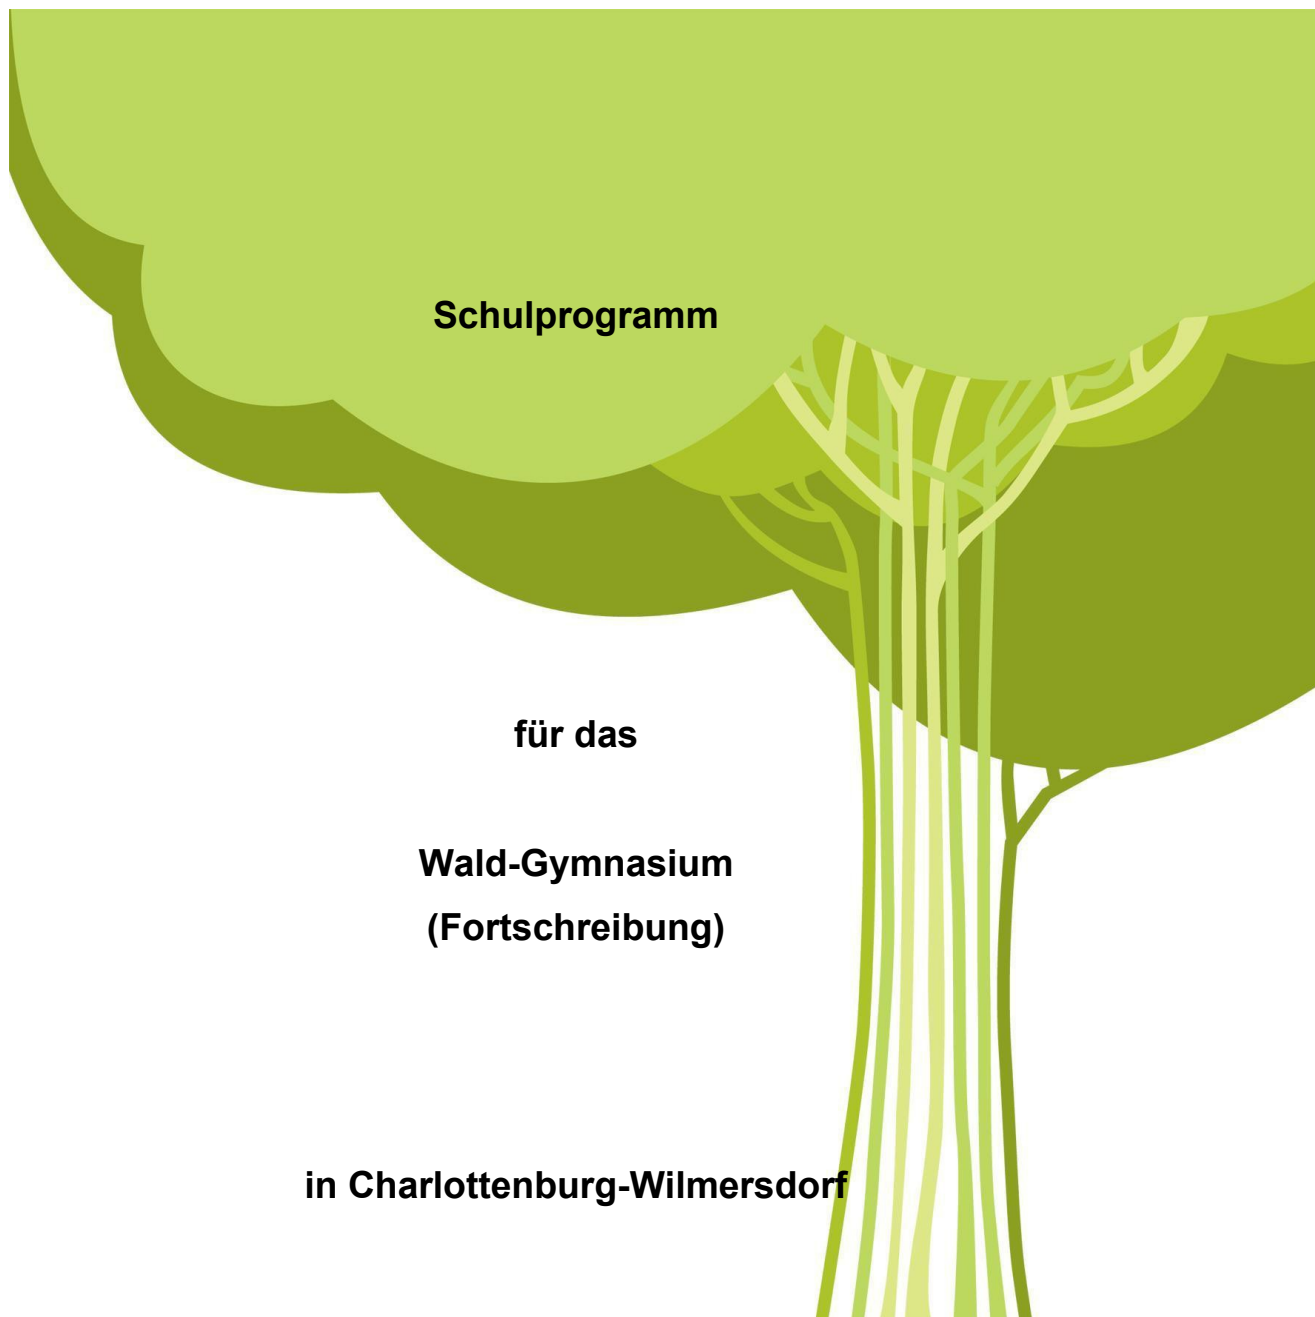 Schulprogramm
für das
Wald-Gymnasium
(Fortschreibung)
in Charlottenburg-Wilmersdorf